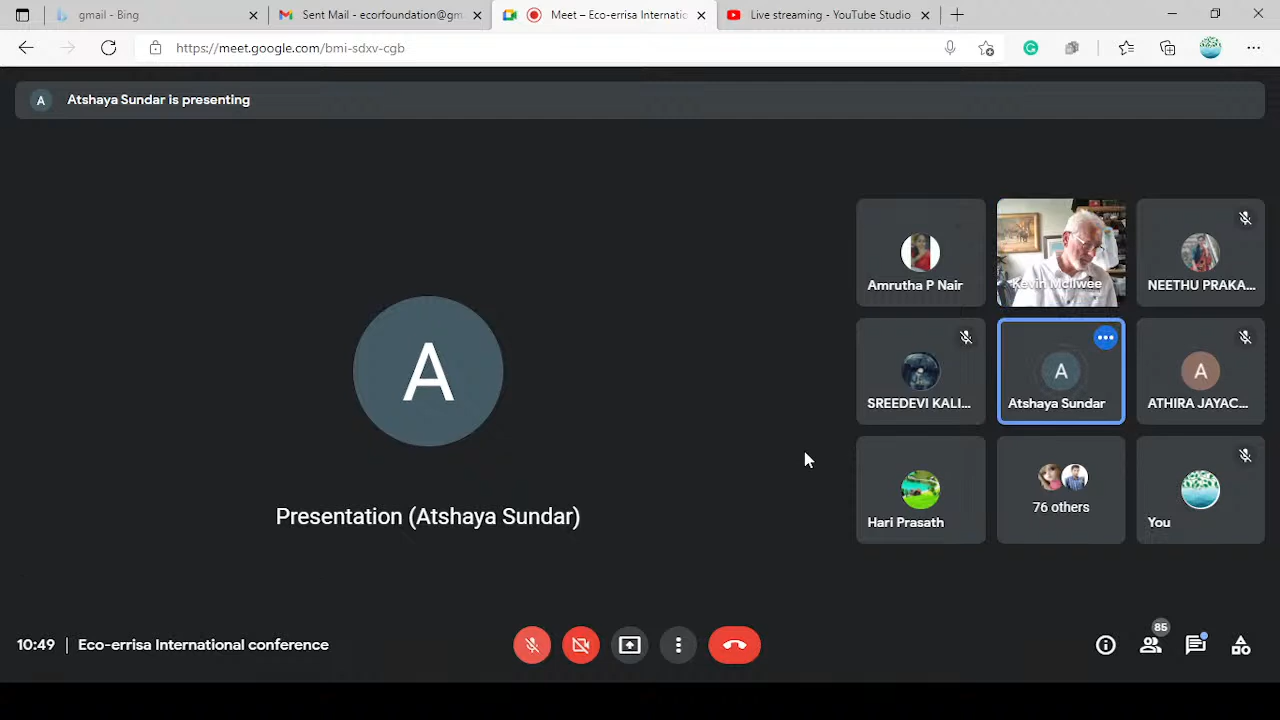 gmail - Bing
Sent Mail - ecorfoundation@gm
Meet – Eco-errisa Internatio
Live streaming - YouTube Studio
https://meet.google.com/bmi-sdxv-cgb
A
Atshaya Sundar is presenting
A
Presentation (Atshaya Sundar)
Amrutha P Nair
Kevin McIlwee
NEETHU PRAKA...
SREEDEVI KALI...
A
Atshaya Sundar
A
ATHIRA JAYAC...
Hari Prasath
76 others
You
10:49 | Eco-errisa International conference
85